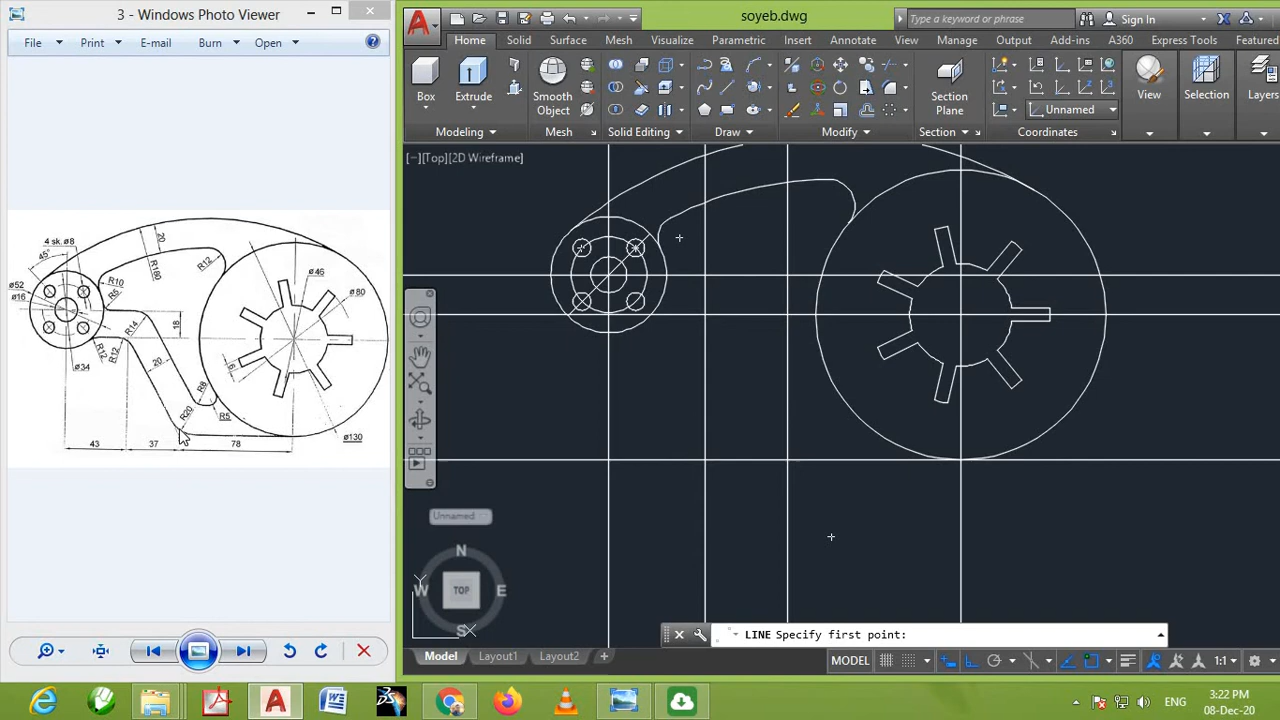 3 - Windows Photo Viewer
File
Print
E-mail
Burn
Open
4 sk. ø8
45°
20
R160
R12
ø46
ø80
ø52
ø16
R10
R5
R14
18
R12
R12
ø34
20
6
R8
R20
R5
ø130
43
37
78
soyeb.dwg
Type a keyword or phrase
Sign In
Home
Solid
Surface
Mesh
Visualize
Parametric
Insert
Annotate
View
Manage
Output
Add-ins
A360
Express Tools
Featured
Box
Extrude
Smooth
Object
Section
Plane
Unnamed
View
Selection
Layers
Modeling
Mesh
Solid Editing
Draw
Modify
Section
Coordinates
[−][Top][2D Wireframe]
Unnamed
N
W
TOP
E
S
Y
X
LINE Specify first point:
Model
Layout1
Layout2
MODEL
1:1
ENG
3:22 PM
08-Dec-20